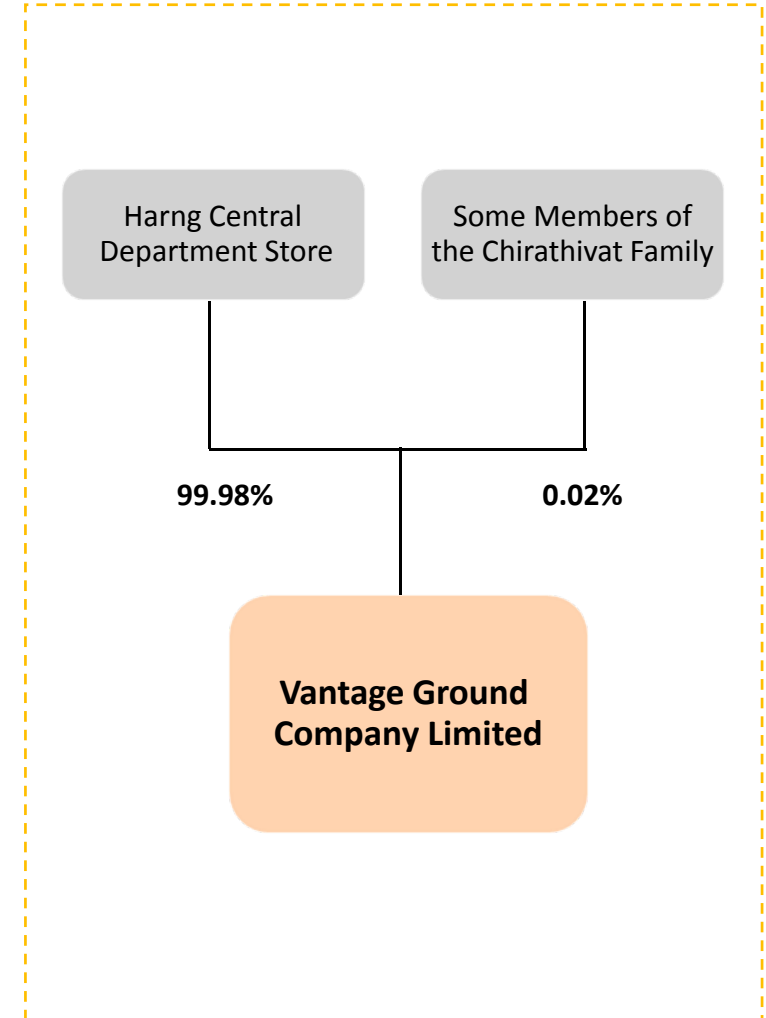 Harng Central
Department Store
Some Members of
the Chirathivat Family
99.98%
0.02%
Vantage Ground
Company Limited